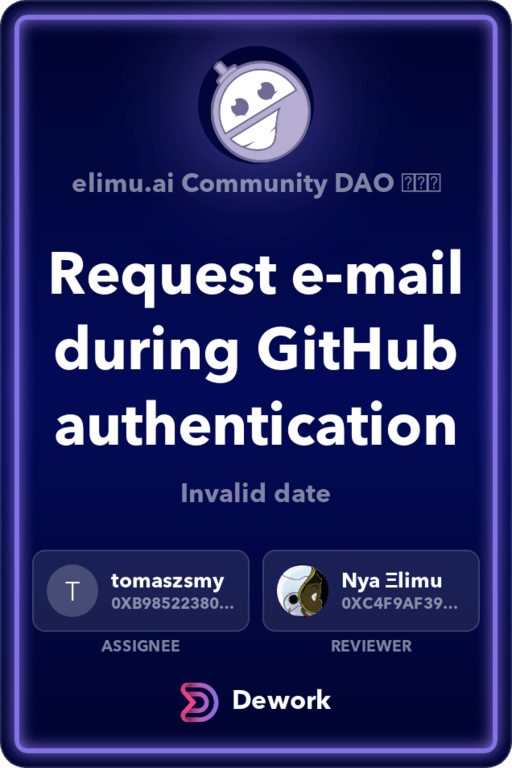 elimu.ai Community DAO
Request e-mail
during GitHub
authentication
Invalid date
T
tomaszsmy
0XB98522380...
Nya Ξlimu
0XC4F9AF39...
ASSIGNEE
REVIEWER
Dework